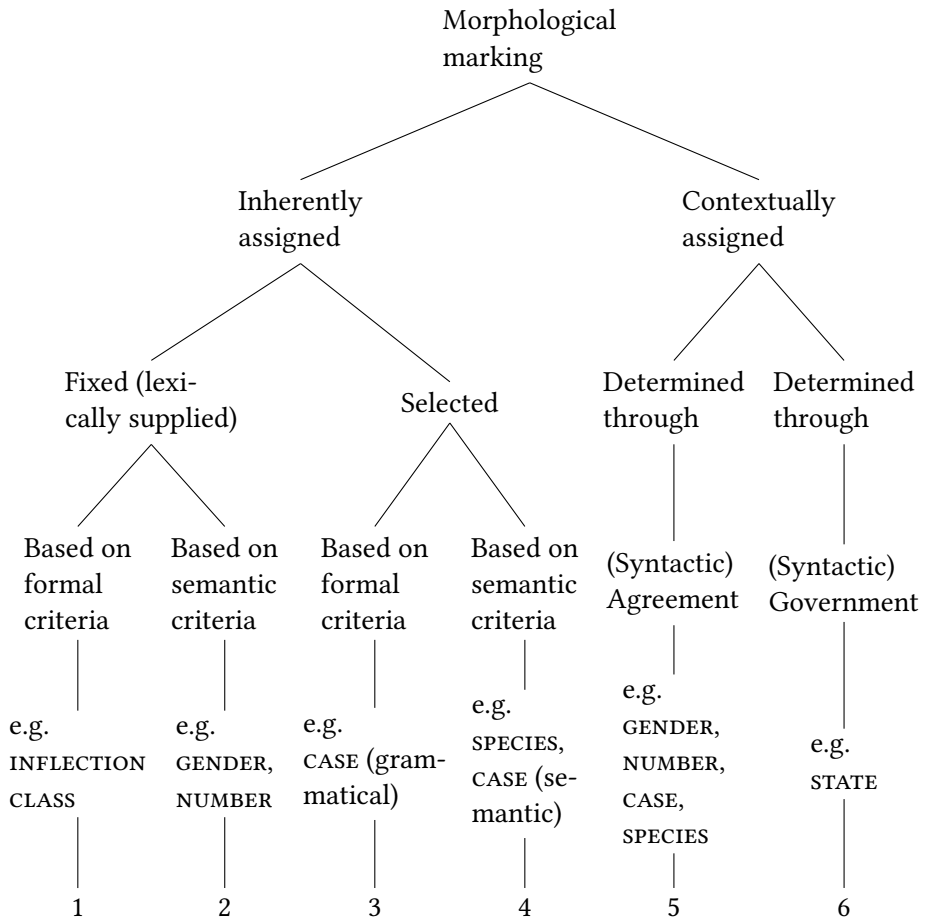 Morphological
marking
Inherently
assigned
Contextually
assigned
Fixed (lexi-
cally supplied)
Selected
Determined
through
Determined
through
Based on
formal
criteria
Based on
semantic
criteria
Based on
formal
criteria
Based on
semantic
criteria
(Syntactic)
Agreement
(Syntactic)
Government
e.g.
INFLECTION
CLASS
e.g.
GENDER,
NUMBER
e.g.
CASE (gram-
matical)
e.g.
SPECIES,
CASE (se-
mantic)
e.g.
GENDER,
NUMBER,
CASE,
SPECIES
e.g.
STATE
1 2 3 4 5 6